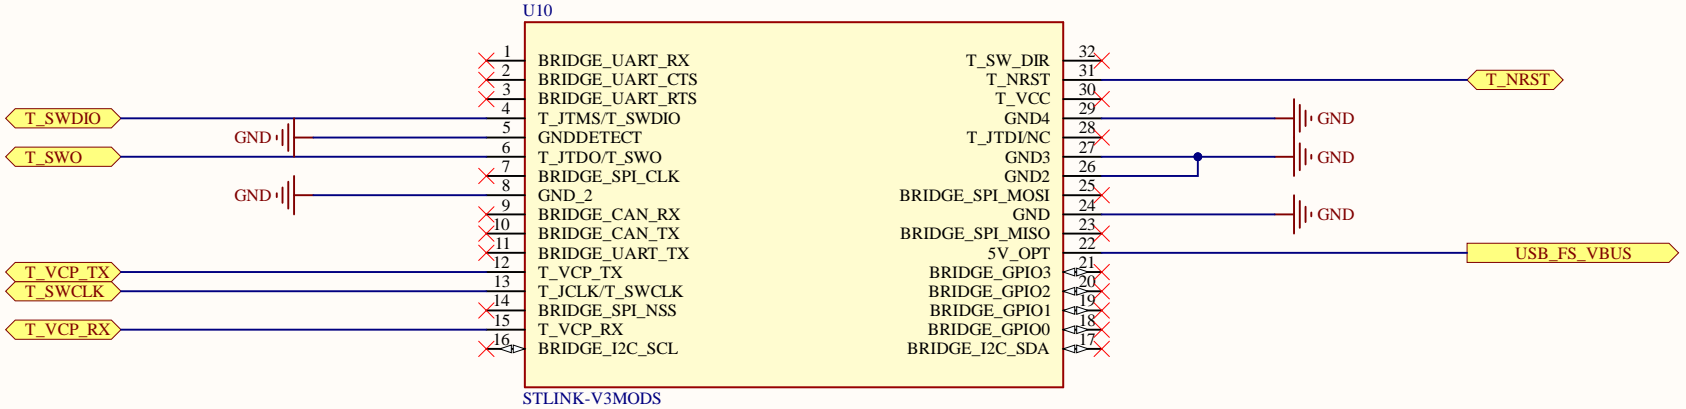 U10
1 BRIDGE_UART_RX
2 BRIDGE_UART_CTS
3 BRIDGE_UART_RTS
T_SWDIO 4 T_JTMS/T_SWDIO
GND 5 GNDDETECT
T_SWO 6 T_JTDO/T_SWO
7 BRIDGE_SPI_CLK
GND 8 GND_2
9 BRIDGE_CAN_RX
10 BRIDGE_CAN_TX
11 BRIDGE_UART_TX
T_VCP_TX 12 T_VCP_TX
T_SWCLK 13 T_JCLK/T_SWCLK
14 BRIDGE_SPI_NSS
T_VCP_RX 15 T_VCP_RX
16 BRIDGE_I2C_SCL
T_SW_DIR 32
T_NRST 31 T_NRST
T_VCC 30
GND4 29 GND
T_JTDI/NC 28
GND3 27 GND
GND2 26
BRIDGE_SPI_MOSI 25
GND 24 GND
BRIDGE_SPI_MISO 23
5V_OPT 22 USB_FS_VBUS
BRIDGE_GPIO3 21
BRIDGE_GPIO2 20
BRIDGE_GPIO1 19
BRIDGE_GPIO0 18
BRIDGE_I2C_SDA 17
STLINK-V3MODS